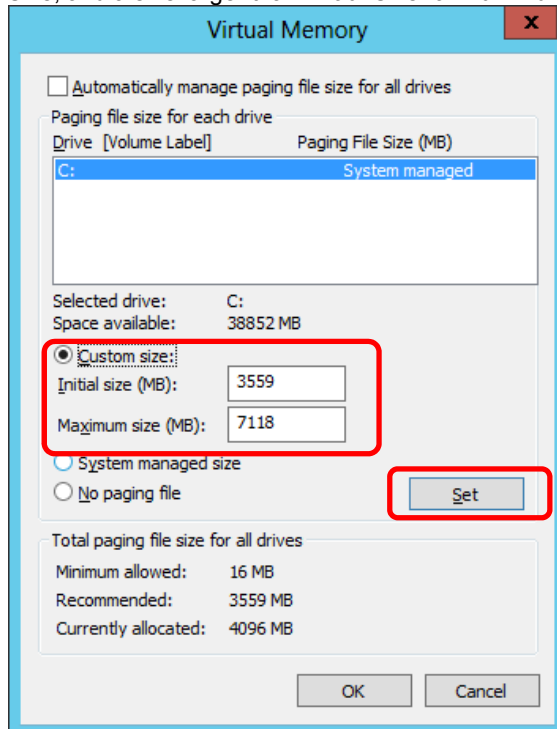 Virtual Memory
x
Automatically manage paging file size for all drives
Paging file size for each drive
Drive [Volume Label] Paging File Size (MB)
C: System managed
Selected drive: C:
Space available: 38852 MB
Custom size:
Initial size (MB): 3559
Maximum size (MB): 7118
System managed size
No paging file Set
Total paging file size for all drives
Minimum allowed: 16 MB
Recommended: 3559 MB
Currently allocated: 4096 MB
OK Cancel